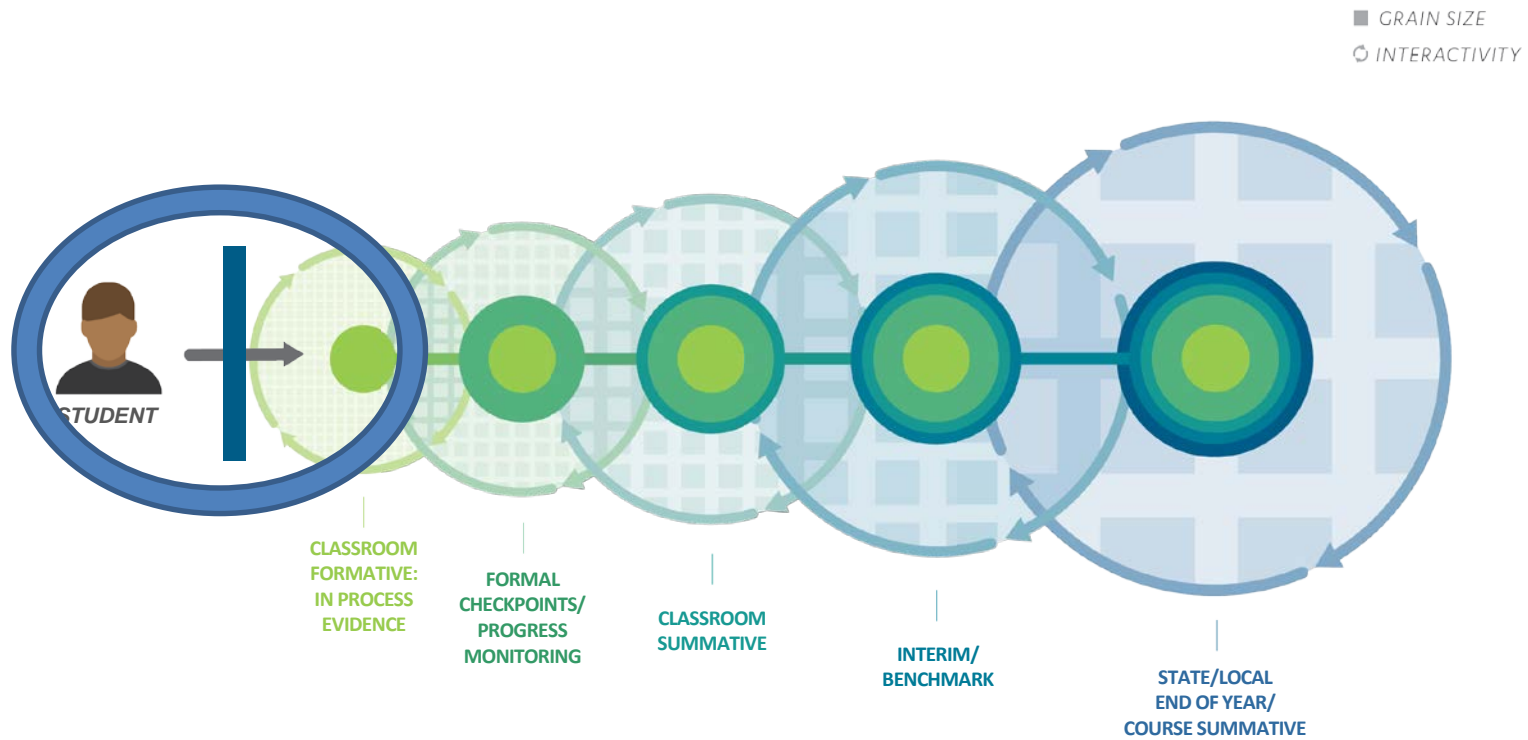 GRAIN SIZE
INTERACTIVITY
STUDENT
CLASSROOM
FORMATIVE:
IN PROCESS
EVIDENCE
FORMAL
CHECKPOINTS/
PROGRESS
MONITORING
CLASSROOM
SUMMATIVE
INTERIM/
BENCHMARK
STATE/LOCAL
END OF YEAR/
COURSE SUMMATIVE